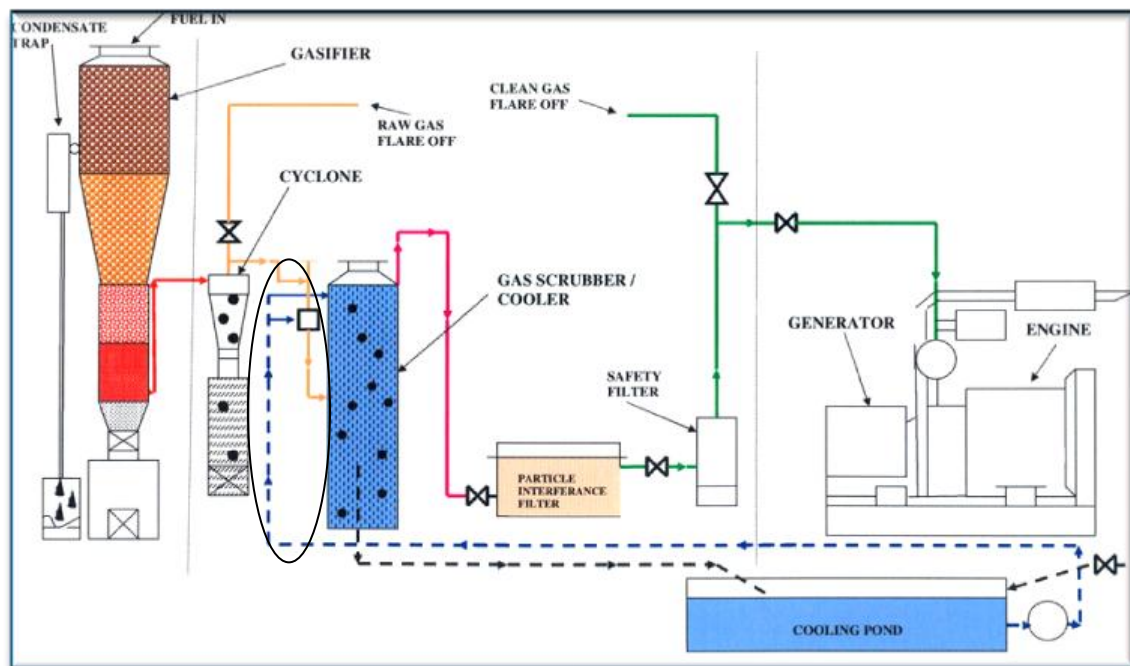 FUEL IN
CONDENSATE
TRAP
GASIFIER
CLEAN GAS
FLARE OFF
RAW GAS
FLARE OFF
CYCLONE
GAS SCRUBBER /
COOLER
GENERATOR
ENGINE
SAFETY
FILTER
PARTICLE
INTERFERANCE
FILTER
COOLING POND